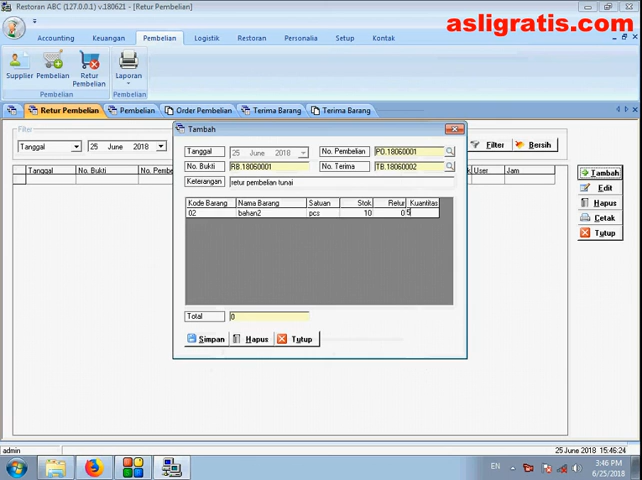 Restoran ABC (127.0.0.1) v.180621 - [Retur Pembelian]
asligratis.com
Accounting Keuangan Pembelian Logistik Restoran Personalia Setup Kontak
Supplier Pembelian Retur Pembelian Laporan
Pembelian Pembelian
Retur Pembelian Pembelian Order Pembelian Terima Barang Terima Barang
Filter
Tanggal 25 June 2018 Filter Bersih
Tanggal No. Bukti No. Pembe User Jam
Tambah
Edit
Hapus
Cetak
Tutup
Tambah
Tanggal 25 June 2018 No. Pembelian PO.18060001
No. Bukti RB.18060001 No. Terima TB.18060002
Keterangan retur pembelian tunai
Kode Barang Nama Barang Satuan Stok Retur Kuantitas
02 bahan2 pcs 10 0 5
Total 0
Simpan Hapus Tutup
admin 25 June 2018 15:46:24
EN 3:46 PM
6/25/2018